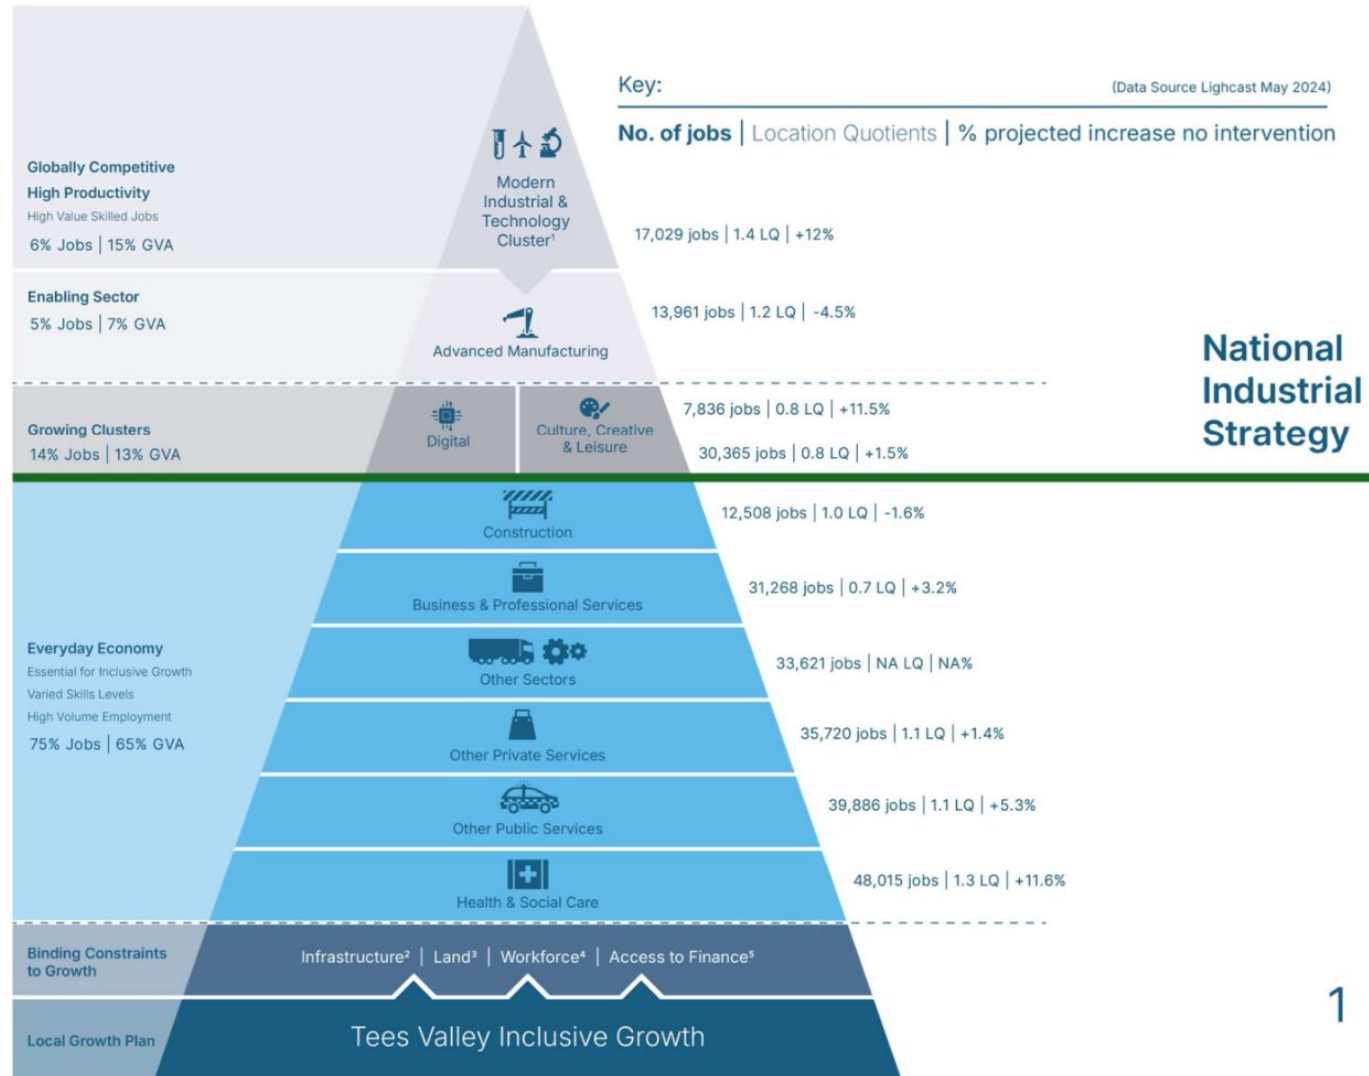 Key:
(Data Source Lighcast May 2024)
No. of jobs | Location Quotients | % projected increase no intervention
Globally Competitive
High Productivity
High Value Skilled Jobs
6% Jobs | 15% GVA
Modern
Industrial &
Technology
Cluster¹
17,029 jobs | 1.4 LQ | +12%
Enabling Sector
5% Jobs | 7% GVA
Advanced Manufacturing
13,961 jobs | 1.2 LQ | -4.5%
National
Industrial
Strategy
Growing Clusters
14% Jobs | 13% GVA
Digital
Culture, Creative
& Leisure
7,836 jobs | 0.8 LQ | +11.5%
30,365 jobs | 0.8 LQ | +1.5%
Construction
12,508 jobs | 1.0 LQ | -1.6%
Business & Professional Services
31,268 jobs | 0.7 LQ | +3.2%
Everyday Economy
Essential for Inclusive Growth
Varied Skills Levels
High Volume Employment
75% Jobs | 65% GVA
Other Sectors
33,621 jobs | NA LQ | NA%
Other Private Services
35,720 jobs | 1.1 LQ | +1.4%
Other Public Services
39,886 jobs | 1.1 LQ | +5.3%
Health & Social Care
48,015 jobs | 1.3 LQ | +11.6%
Binding Constraints
to Growth
Infrastructure² | Land³ | Workforce⁴ | Access to Finance⁵
Local Growth Plan
Tees Valley Inclusive Growth
1